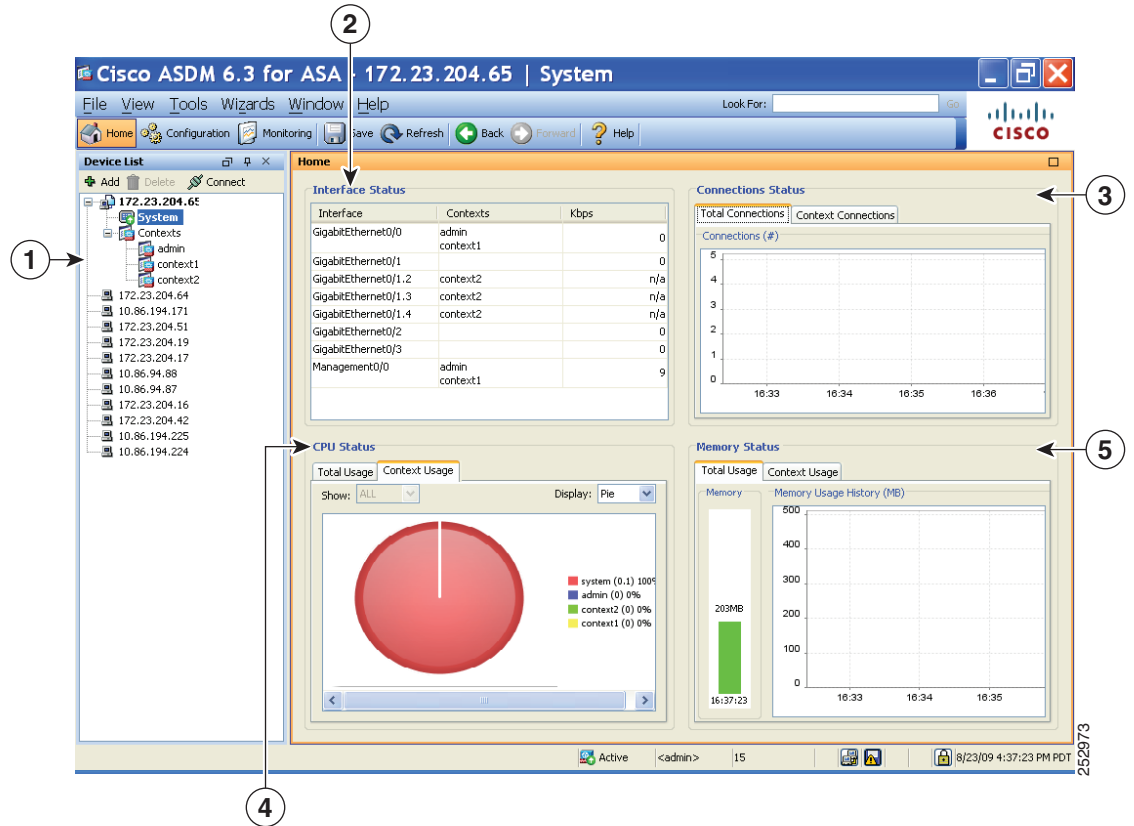 2
Cisco ASDM 6.3 for ASA - 172.23.204.65 | System
File View Tools Wizards Window Help
Look For:
Go
Home Configuration Monitoring Save Refresh Back Forward Help
CISCO
Device List
Add Delete Connect
172.23.204.65
System
Contexts
admin
context1
context2
172.23.204.64
10.86.194.171
172.23.204.51
172.23.204.19
172.23.204.17
10.86.94.88
10.86.94.87
172.23.204.16
172.23.204.42
10.86.194.225
10.86.194.224
1
Home
Interface Status
Interface Contexts Kbps
GigabitEthernet0/0 admin 0
context1
GigabitEthernet0/1 0
GigabitEthernet0/1.2 context2 n/a
GigabitEthernet0/1.3 context2 n/a
GigabitEthernet0/1.4 context2 n/a
GigabitEthernet0/2 0
GigabitEthernet0/3 0
Management0/0 admin 9
context1
Connections Status
3
Total Connections Context Connections
Connections (#)
5
4
3
2
1
0
16:33 16:34 16:35 16:36
CPU Status
Total Usage Context Usage
Show: ALL Display: Pie
system (0.1) 100%
admin (0) 0%
context2 (0) 0%
context1 (0) 0%
Memory Status
5
Total Usage Context Usage
Memory
203MB
16:37:23
Memory Usage History (MB)
500
400
300
200
100
0
16:33 16:34 16:35
Active <admin> 15 8/23/09 4:37:23 PM PDT
252973
4